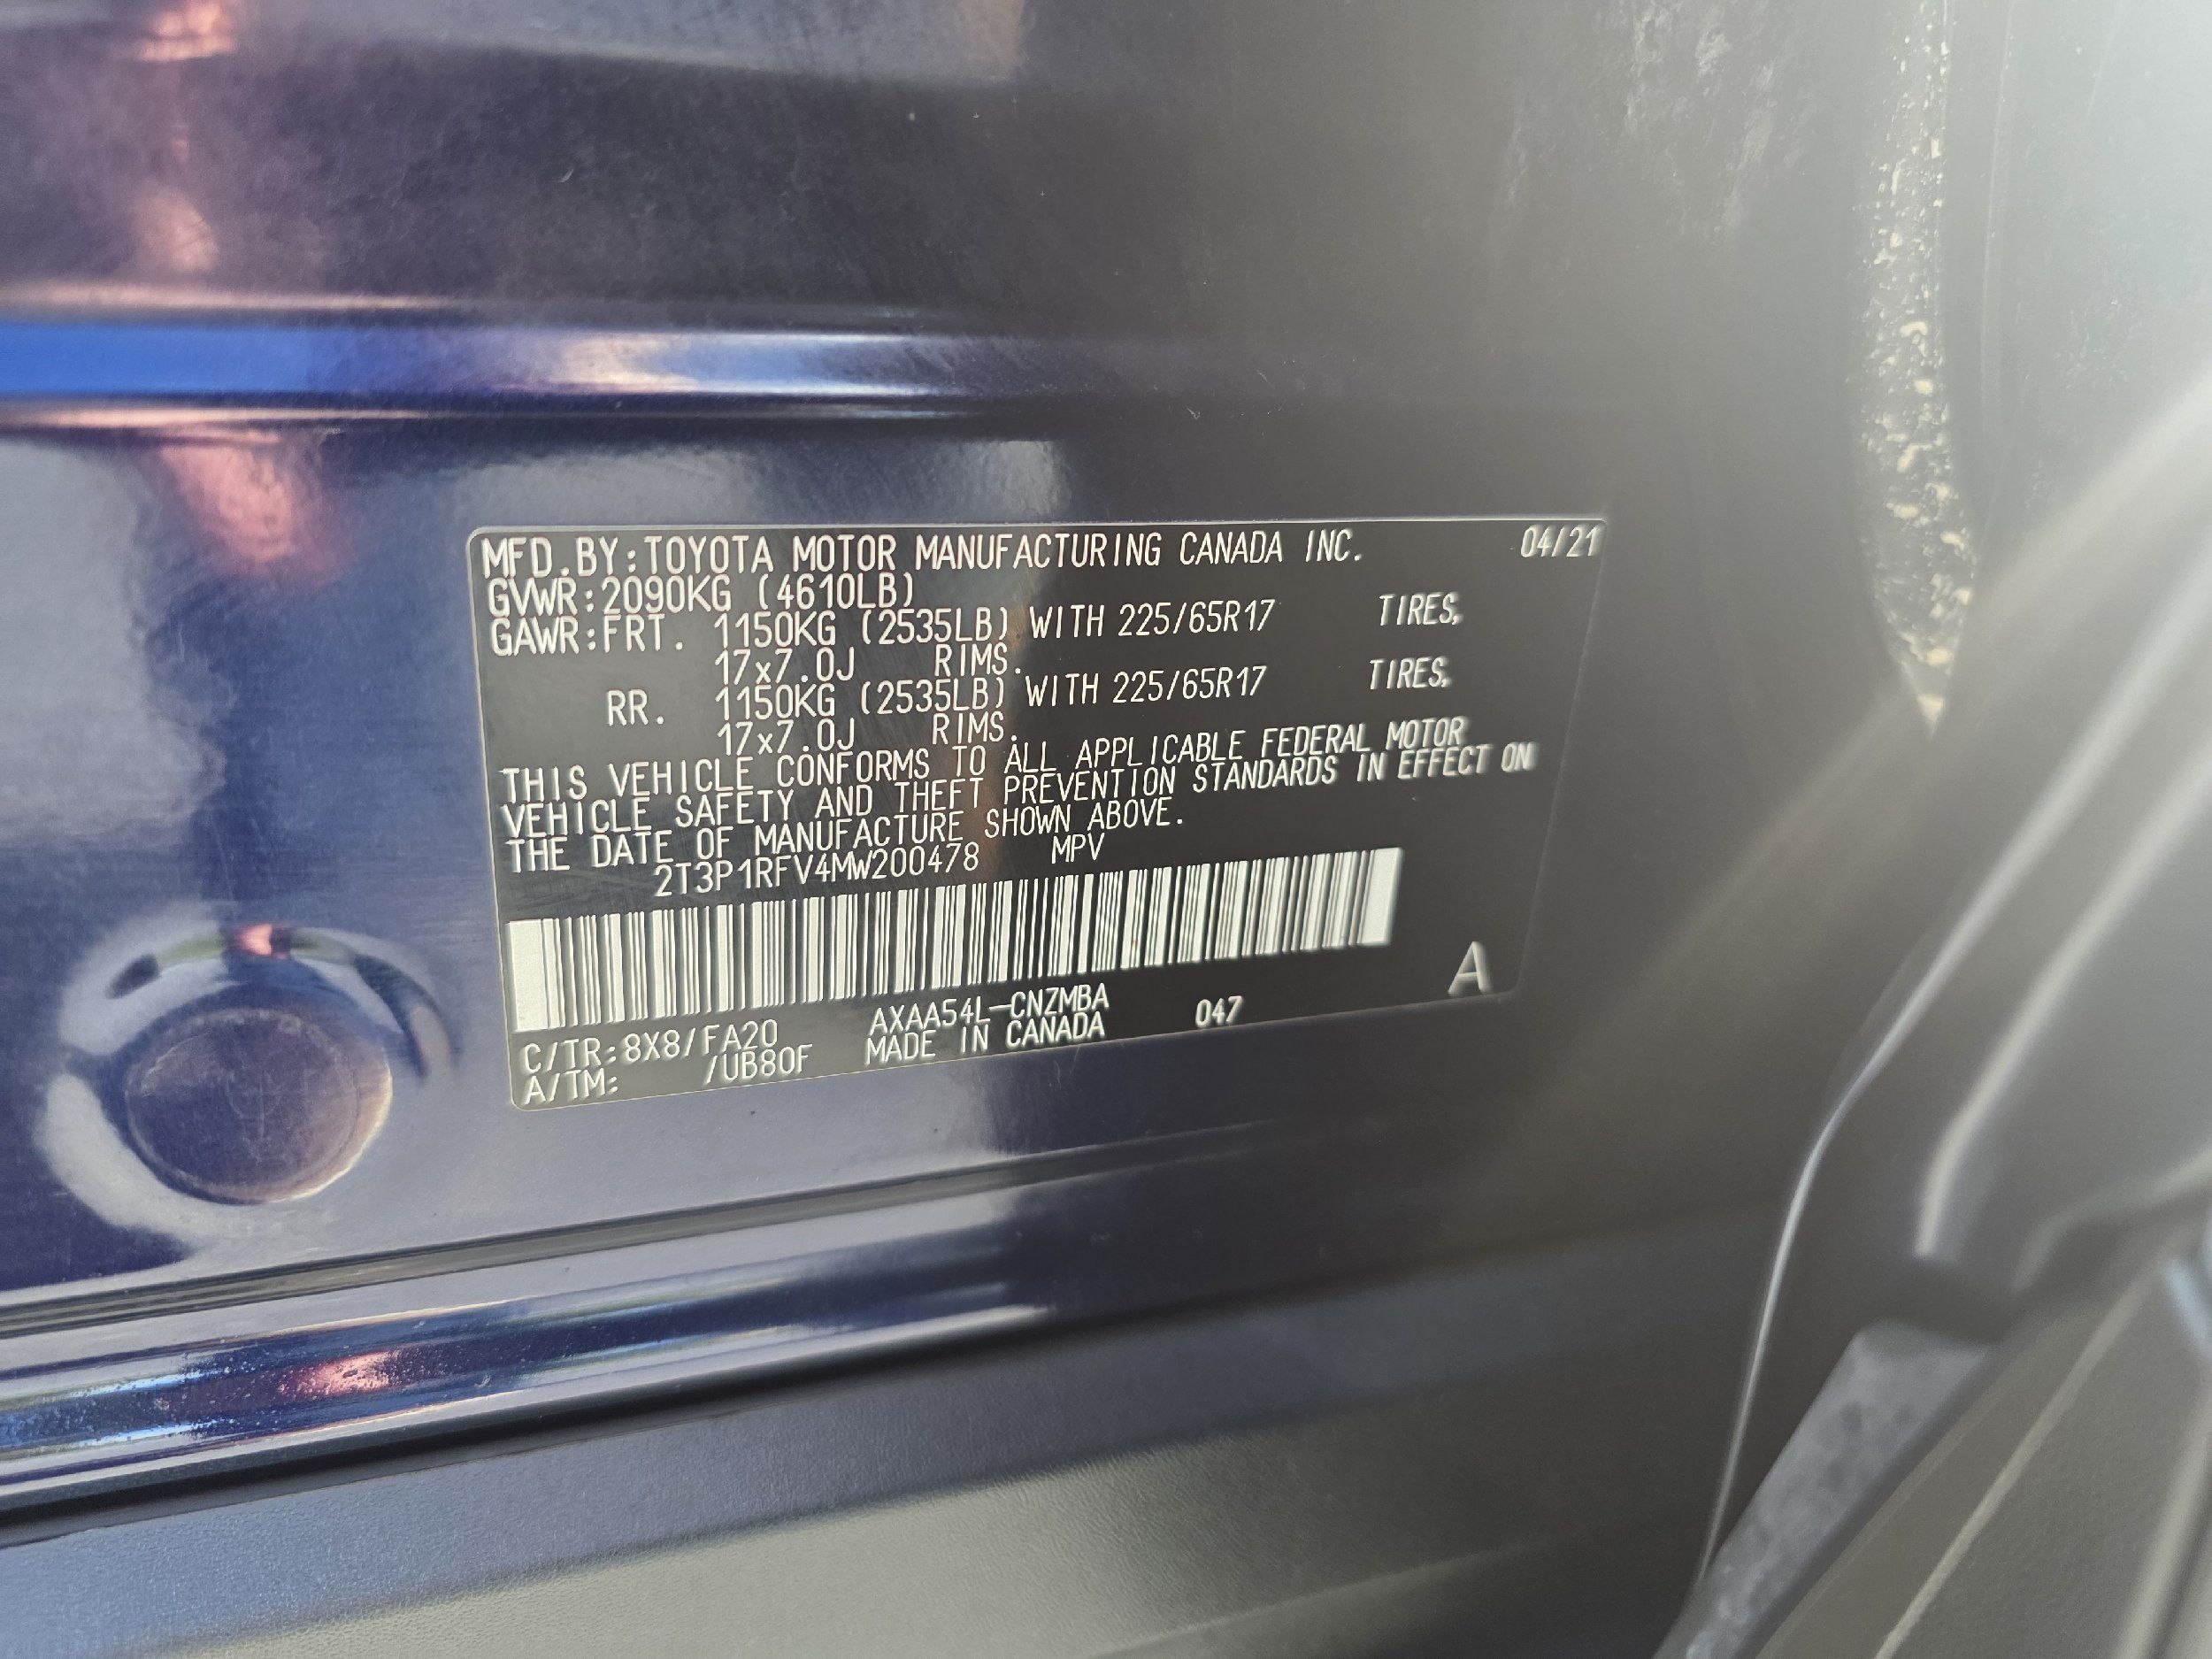 MFD.BY:TOYOTA MOTOR MANUFACTURING CANADA INC. 04/21
GVWR:2090KG (4610LB)
GAWR:FRT. 1150KG (2535LB) WITH 225/65R17 TIRES,
17x7.0J RIMS.
RR. 1150KG (2535LB) WITH 225/65R17 TIRES,
17x7.0J RIMS.
THIS VEHICLE CONFORMS TO ALL APPLICABLE FEDERAL MOTOR
VEHICLE SAFETY AND THEFT PREVENTION STANDARDS IN EFFECT ON
THE DATE OF MANUFACTURE SHOWN ABOVE.
2T3P1RFV4MW200478 MPV
C/TR:8X8/FA20 AXAA54L-CNZMBA 047 A
A/TM: /UB80F MADE IN CANADA